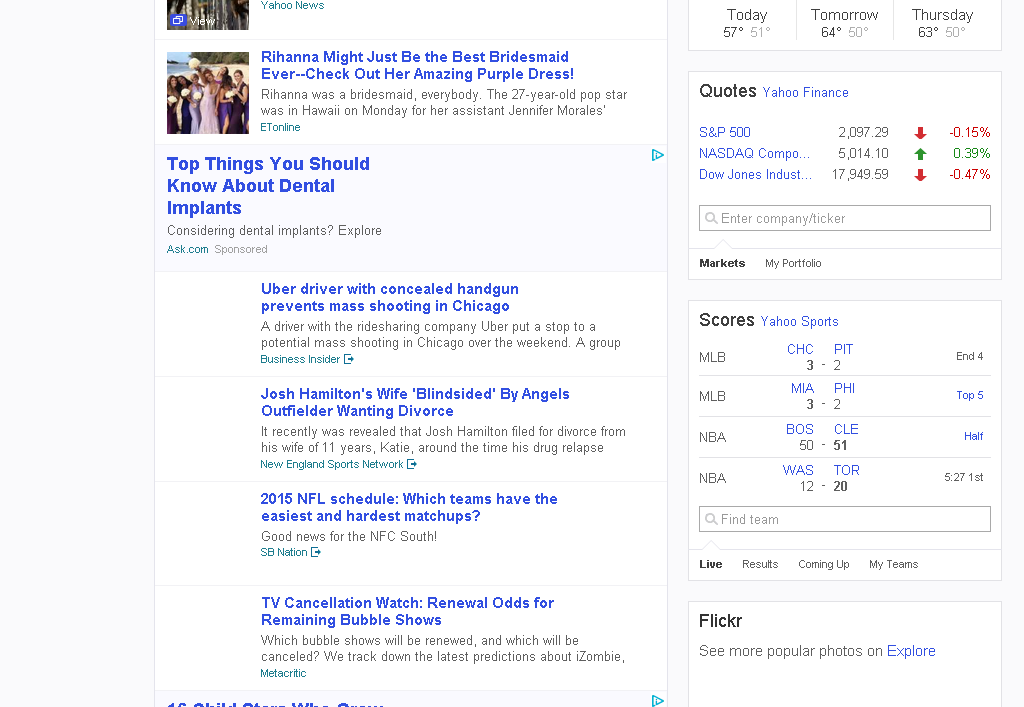 View
Yahoo News
Rihanna Might Just Be the Best Bridesmaid
Ever--Check Out Her Amazing Purple Dress!
Rihanna was a bridesmaid, everybody. The 27-year-old pop star
was in Hawaii on Monday for her assistant Jennifer Morales'
ETonline
Top Things You Should
Know About Dental
Implants
Considering dental implants? Explore
Ask.com Sponsored
Uber driver with concealed handgun
prevents mass shooting in Chicago
A driver with the ridesharing company Uber put a stop to a
potential mass shooting in Chicago over the weekend. A group
Business Insider
Josh Hamilton's Wife 'Blindsided' By Angels
Outfielder Wanting Divorce
It recently was revealed that Josh Hamilton filed for divorce from
his wife of 11 years, Katie, around the time his drug relapse
New England Sports Network
2015 NFL schedule: Which teams have the
easiest and hardest matchups?
Good news for the NFC South!
SB Nation
TV Cancellation Watch: Renewal Odds for
Remaining Bubble Shows
Which bubble shows will be renewed, and which will be
canceled? We track down the latest predictions about iZombie,
Metacritic
16 Child Stars Who Grew
Today Tomorrow Thursday
57° 51° 64° 50° 63° 50°
Quotes Yahoo Finance
S&P 500 2,097.29 -0.15%
NASDAQ Compo... 5,014.10 0.39%
Dow Jones Indust... 17,949.59 -0.47%
Enter company/ticker
Markets My Portfolio
Scores Yahoo Sports
MLB CHC 3 - PIT 2 End 4
MLB MIA 3 - PHI 2 Top 5
NBA BOS 50 - CLE 51 Half
NBA WAS 12 - TOR 20 5:27 1st
Find team
Live Results Coming Up My Teams
Flickr
See more popular photos on Explore